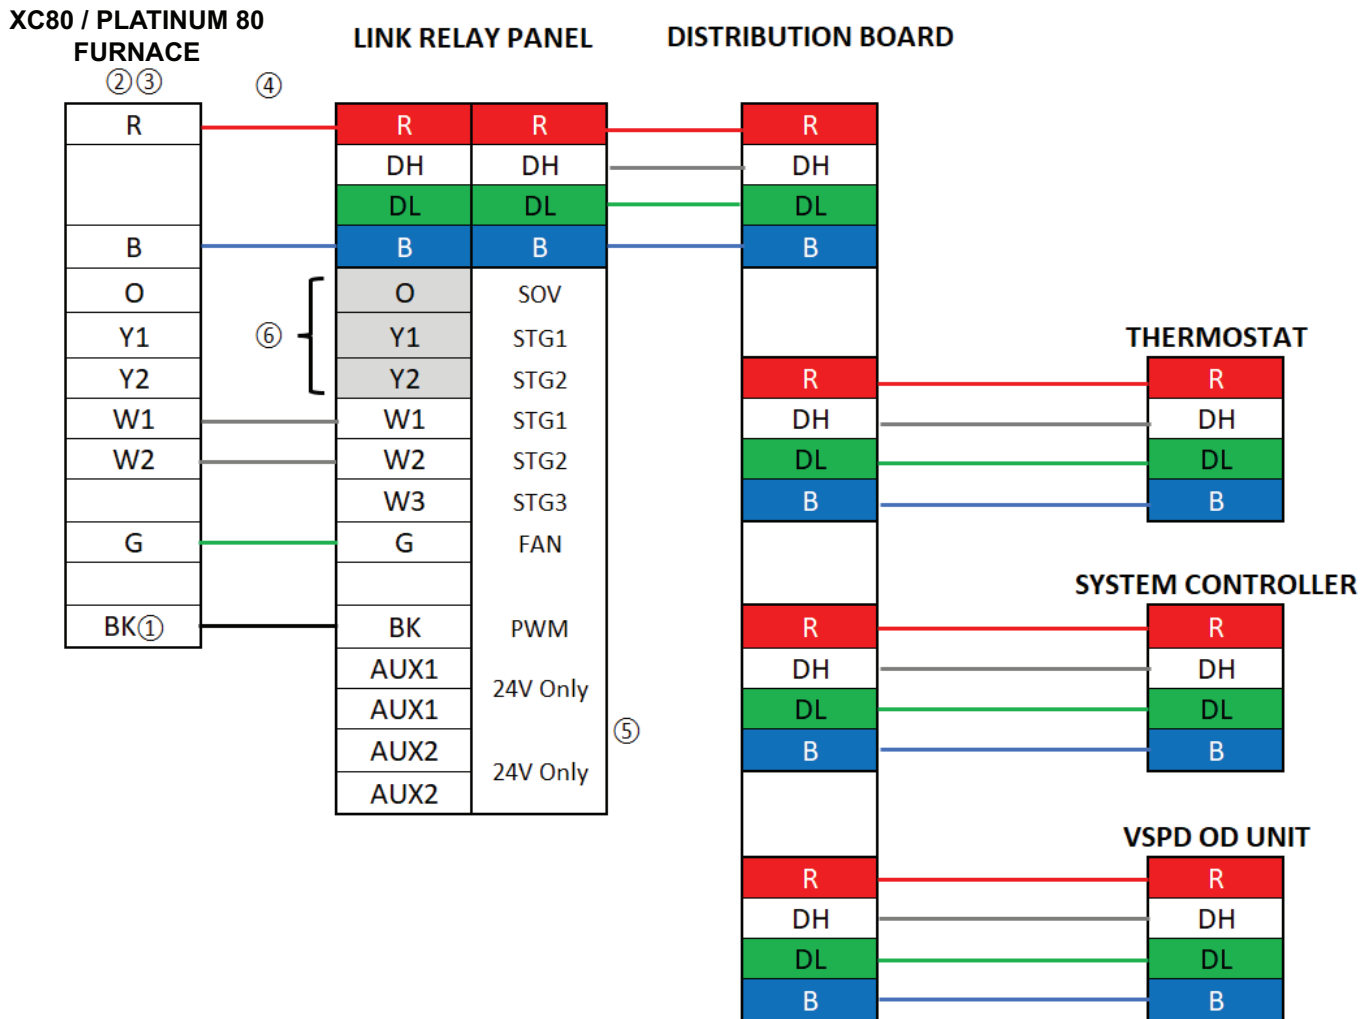 XC80 / PLATINUM 80
FURNACE
LINK RELAY PANEL
DISTRIBUTION BOARD
②③
④
R
R
R
R
DH
DH
DH
DL
DL
DL
B
B
B
B
O
O
SOV
⑥
Y1
Y1
STG1
Y2
Y2
STG2
W1
W1
STG1
W2
W2
STG2
W3
STG3
G
G
FAN
BK①
BK
PWM
AUX1
AUX1
24V Only
AUX2
AUX2
24V Only
⑤
THERMOSTAT
R
R
DH
DH
DL
DL
B
B
SYSTEM CONTROLLER
R
R
DH
DH
DL
DL
B
B
VSPD OD UNIT
R
R
DH
DH
DL
DL
B
B